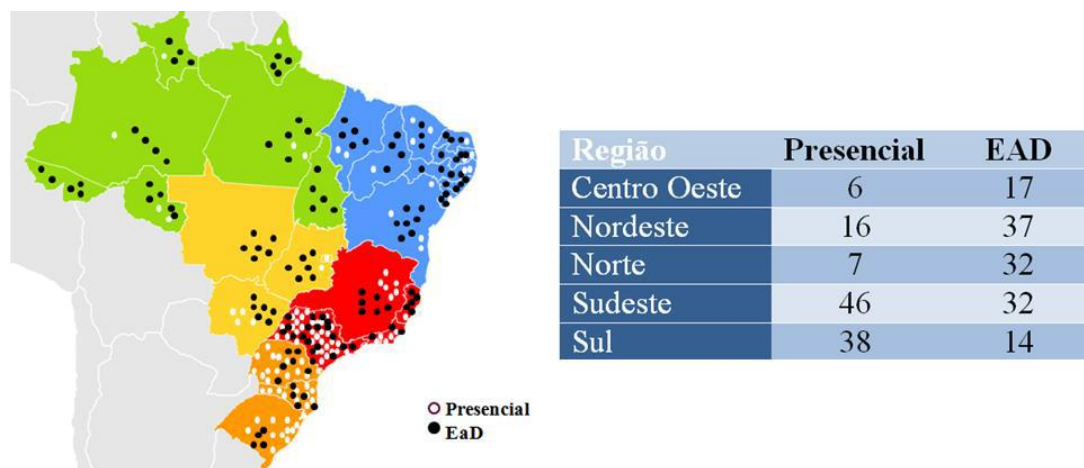 Presencial
EaD
Região Presencial EAD
Centro Oeste 6 17
Nordeste 16 37
Norte 7 32
Sudeste 46 32
Sul 38 14